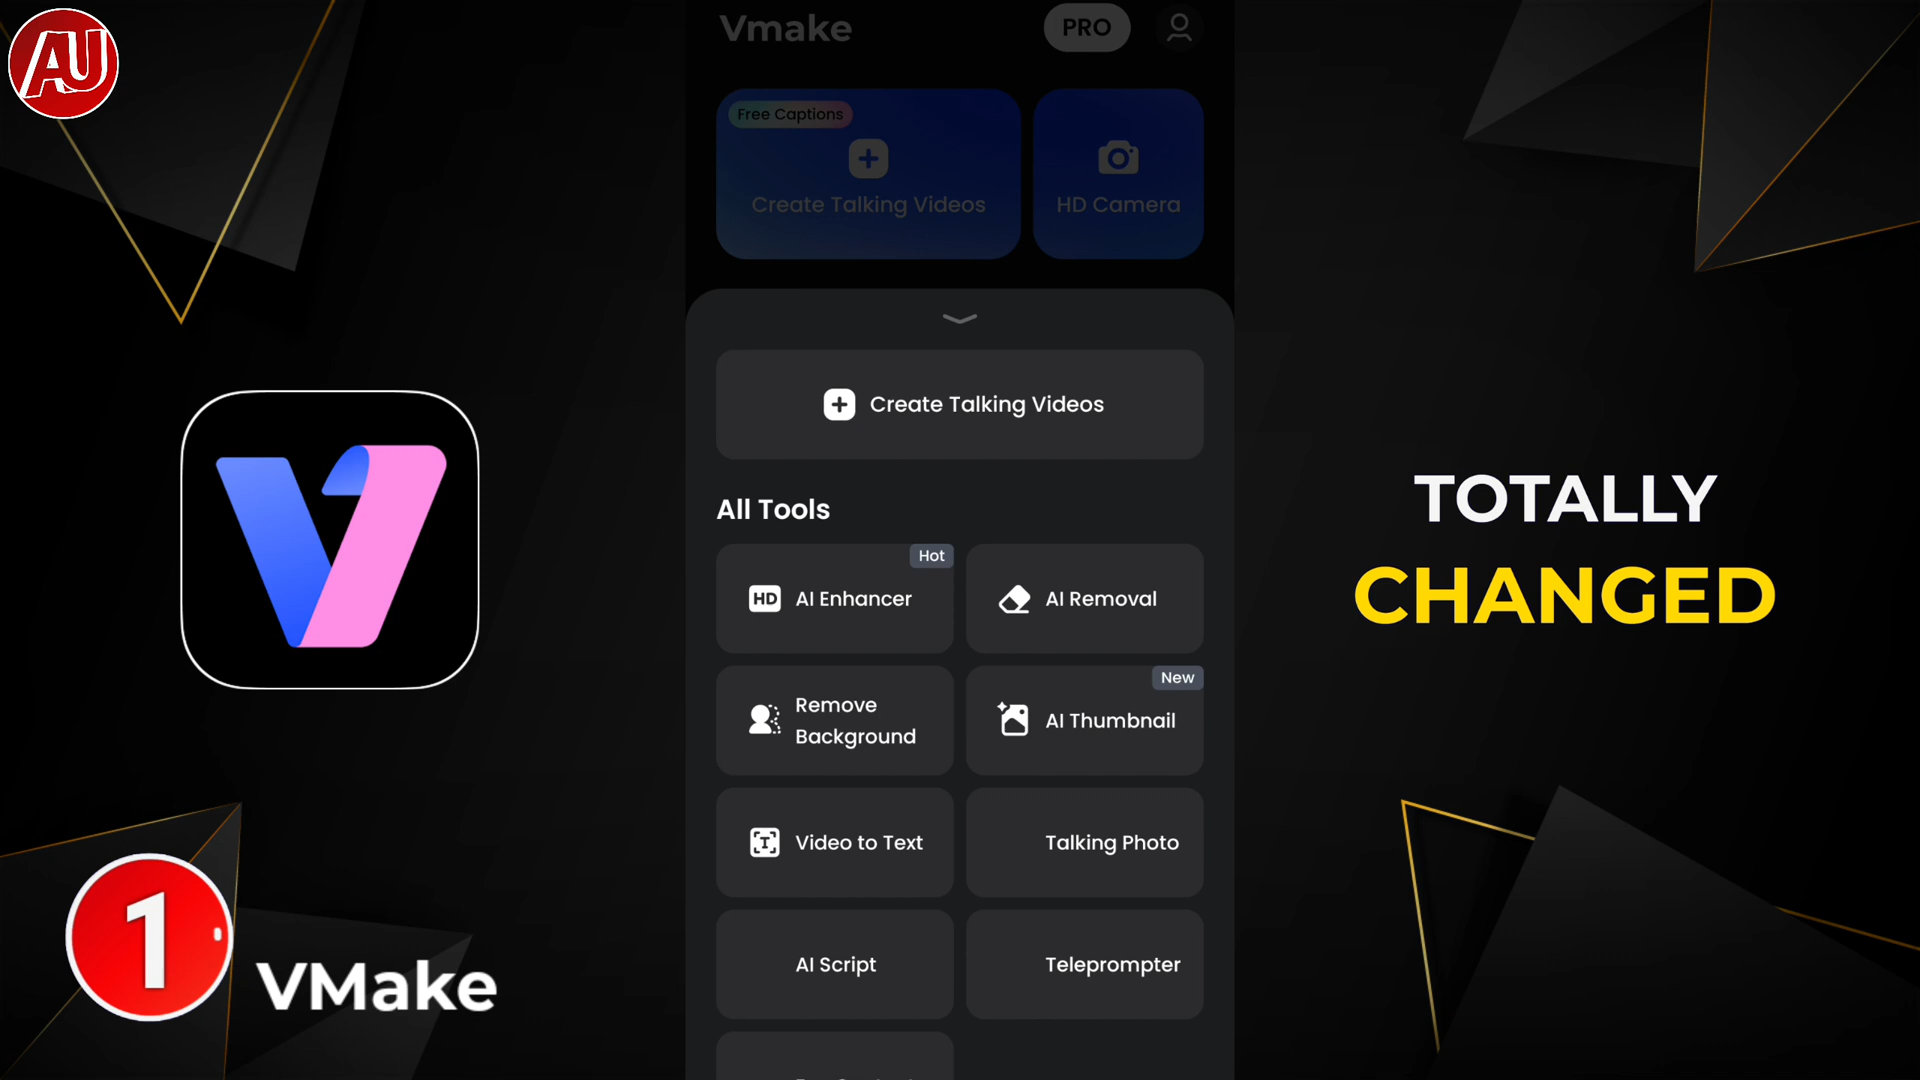 AU
Vmake
PRO
Free Captions
Create Talking Videos
HD Camera
Create Talking Videos
All Tools
Hot
HD
AI Enhancer
AI Removal
Remove
Background
New
AI Thumbnail
T
Video to Text
Talking Photo
AI Script
Teleprompter
1
VMake
TOTALLY
CHANGED